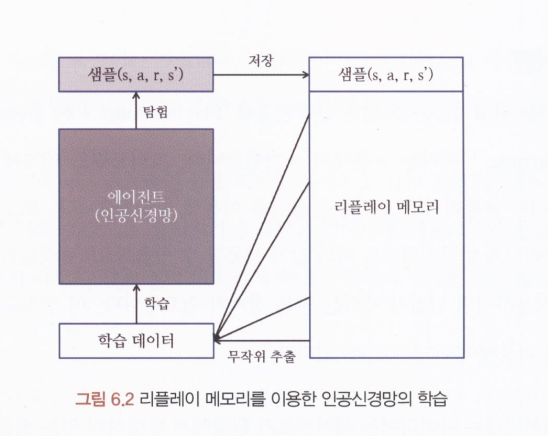 샘플(s, a, r, s’)
저장
샘플(s, a, r, s’)
탐험
에이전트
(인공신경망)
리플레이 메모리
학습
학습 데이터
무작위 추출
그림 6.2 리플레이 메모리를 이용한 인공신경망의 학습